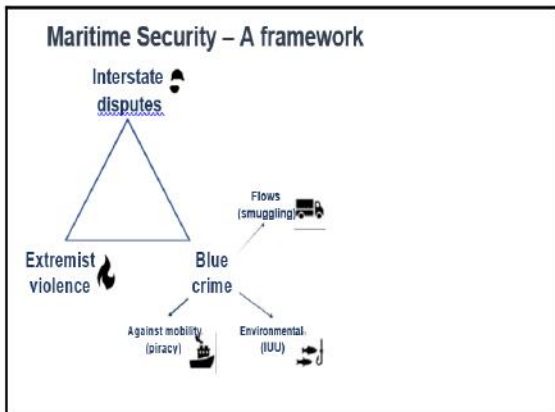 Maritime Security – A framework
Interstate
disputes
Flows
(smuggling)
Extremist
violence
Blue
crime
Against mobility
(piracy)
Environmental
(IUU)